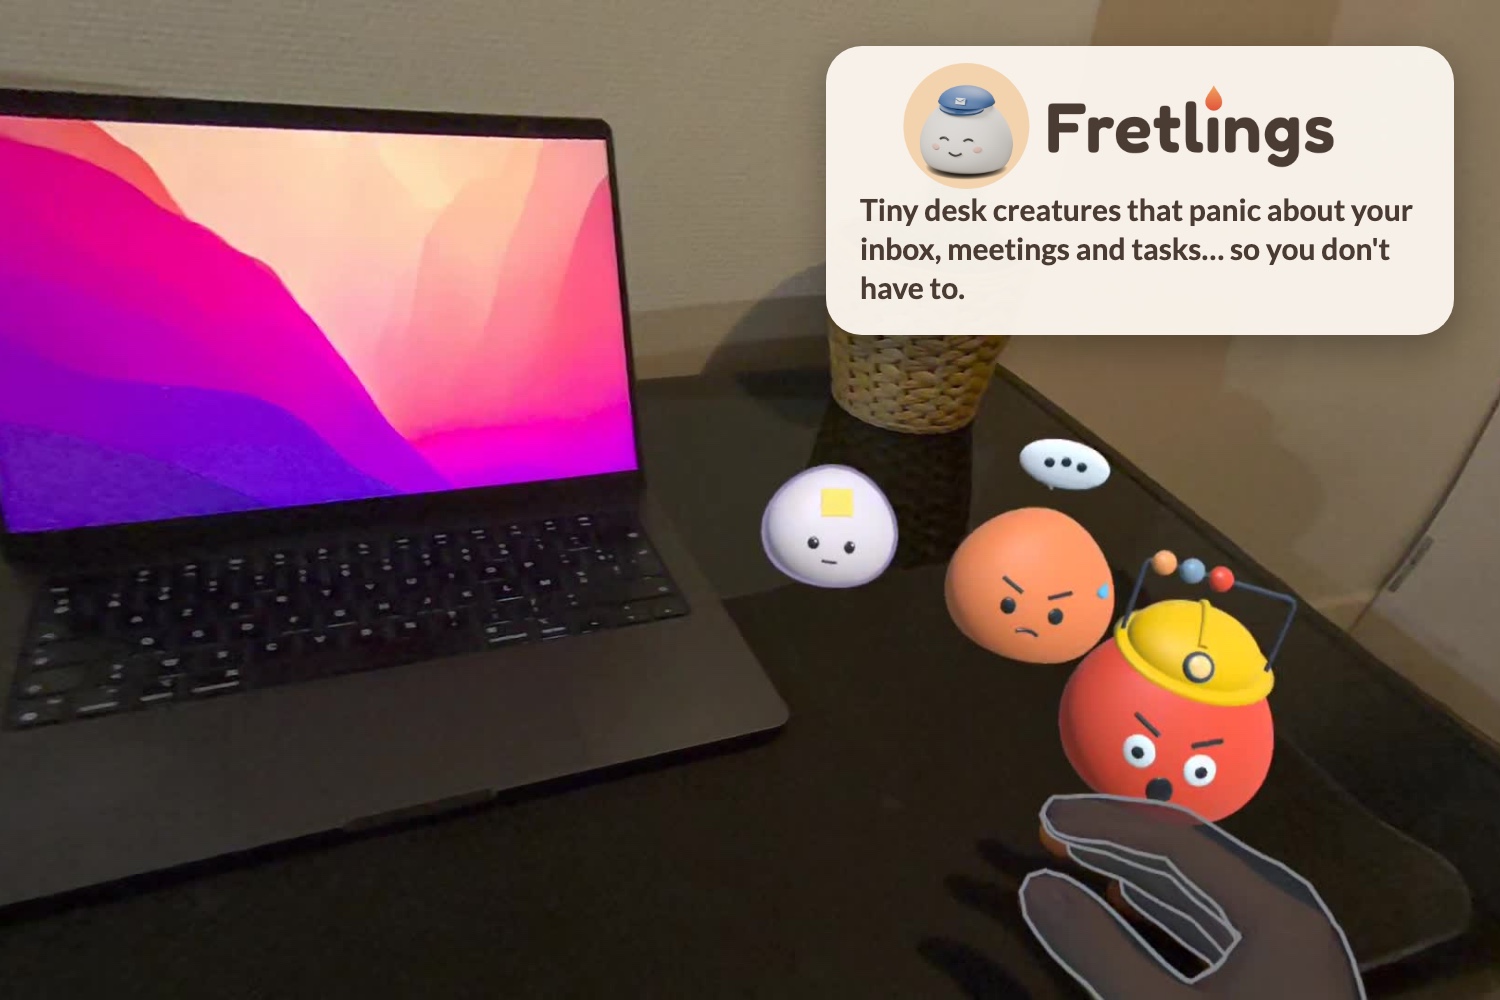 Fretlings
Tiny desk creatures that panic about your
inbox, meetings and tasks... so you don't
have to.